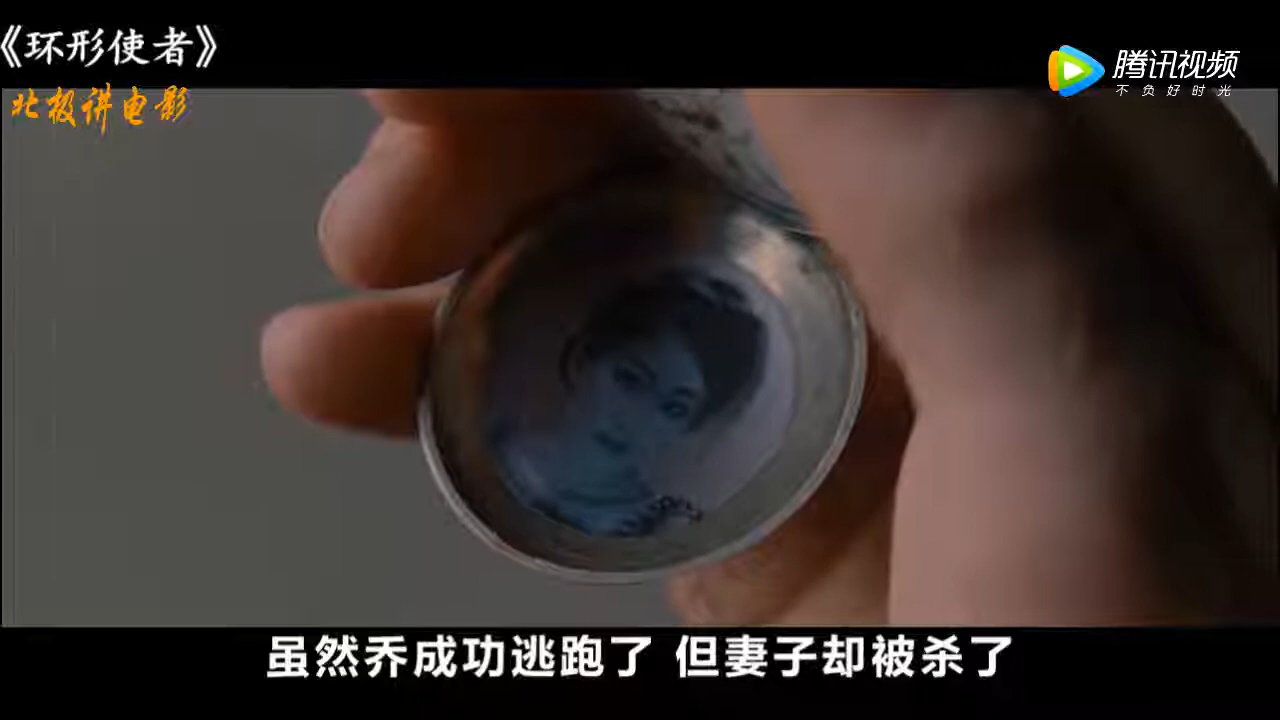 《环形使者》
北极讲电影
腾讯视频
不负好时光
虽然乔成功逃跑了 但妻子却被杀了